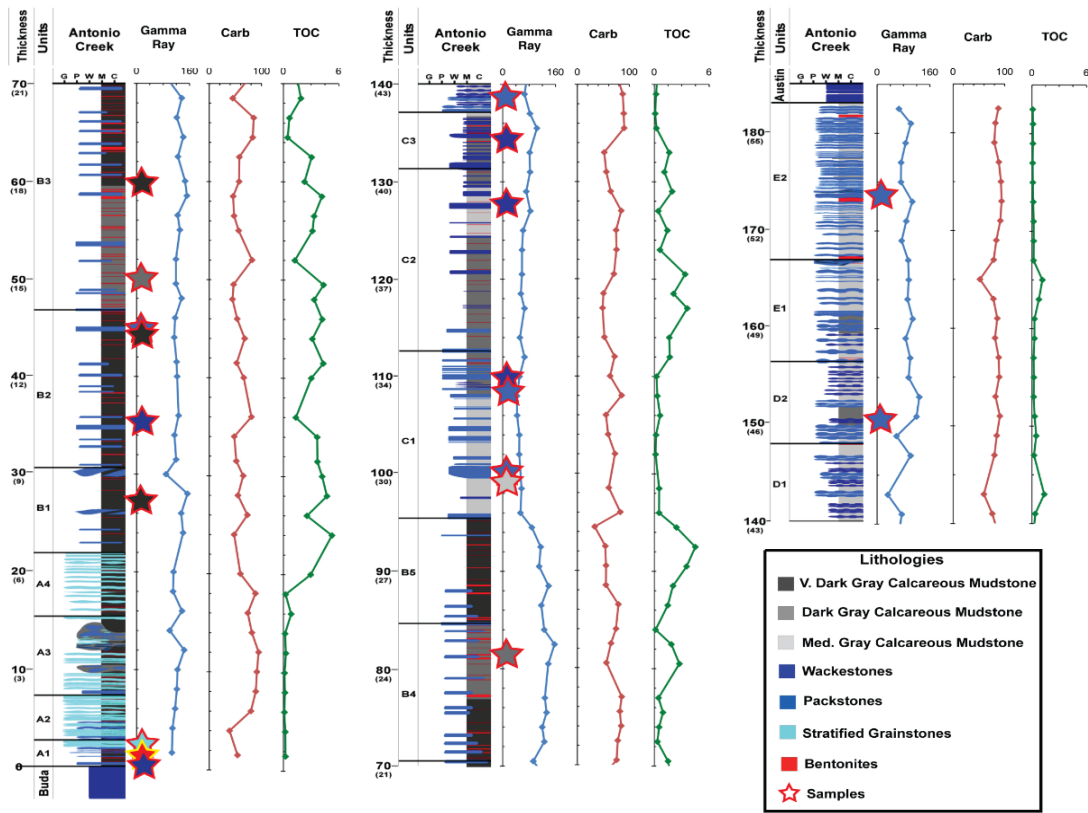 Thickness Units Antonio Creek Gamma Ray Carb TOC
G P W M C 0 160 0 100 0 6
70 (21)
B3
60 (18)
50 (15)
B2
40 (12)
30 (9)
B1
20 (6)
A4
A3
10 (3)
A2
A1
0
Buda
Thickness Units Antonio Creek Gamma Ray Carb TOC
G P W M C 0 160 0 100 0 6
140 (43)
C3
130 (40)
C2
120 (37)
110 (34)
C1
100 (30)
B5
90 (27)
80 (24)
B4
70 (21)
Thickness Units Antonio Creek Gamma Ray Carb TOC
G P W M C 0 160 0 100 0 6
Austin
180 (55)
E2
170 (52)
E1
160 (49)
D2
150 (46)
D1
140 (43)
Lithologies
V. Dark Gray Calcareous Mudstone
Dark Gray Calcareous Mudstone
Med. Gray Calcareous Mudstone
Wackestones
Packstones
Stratified Grainstones
Bentonites
Samples